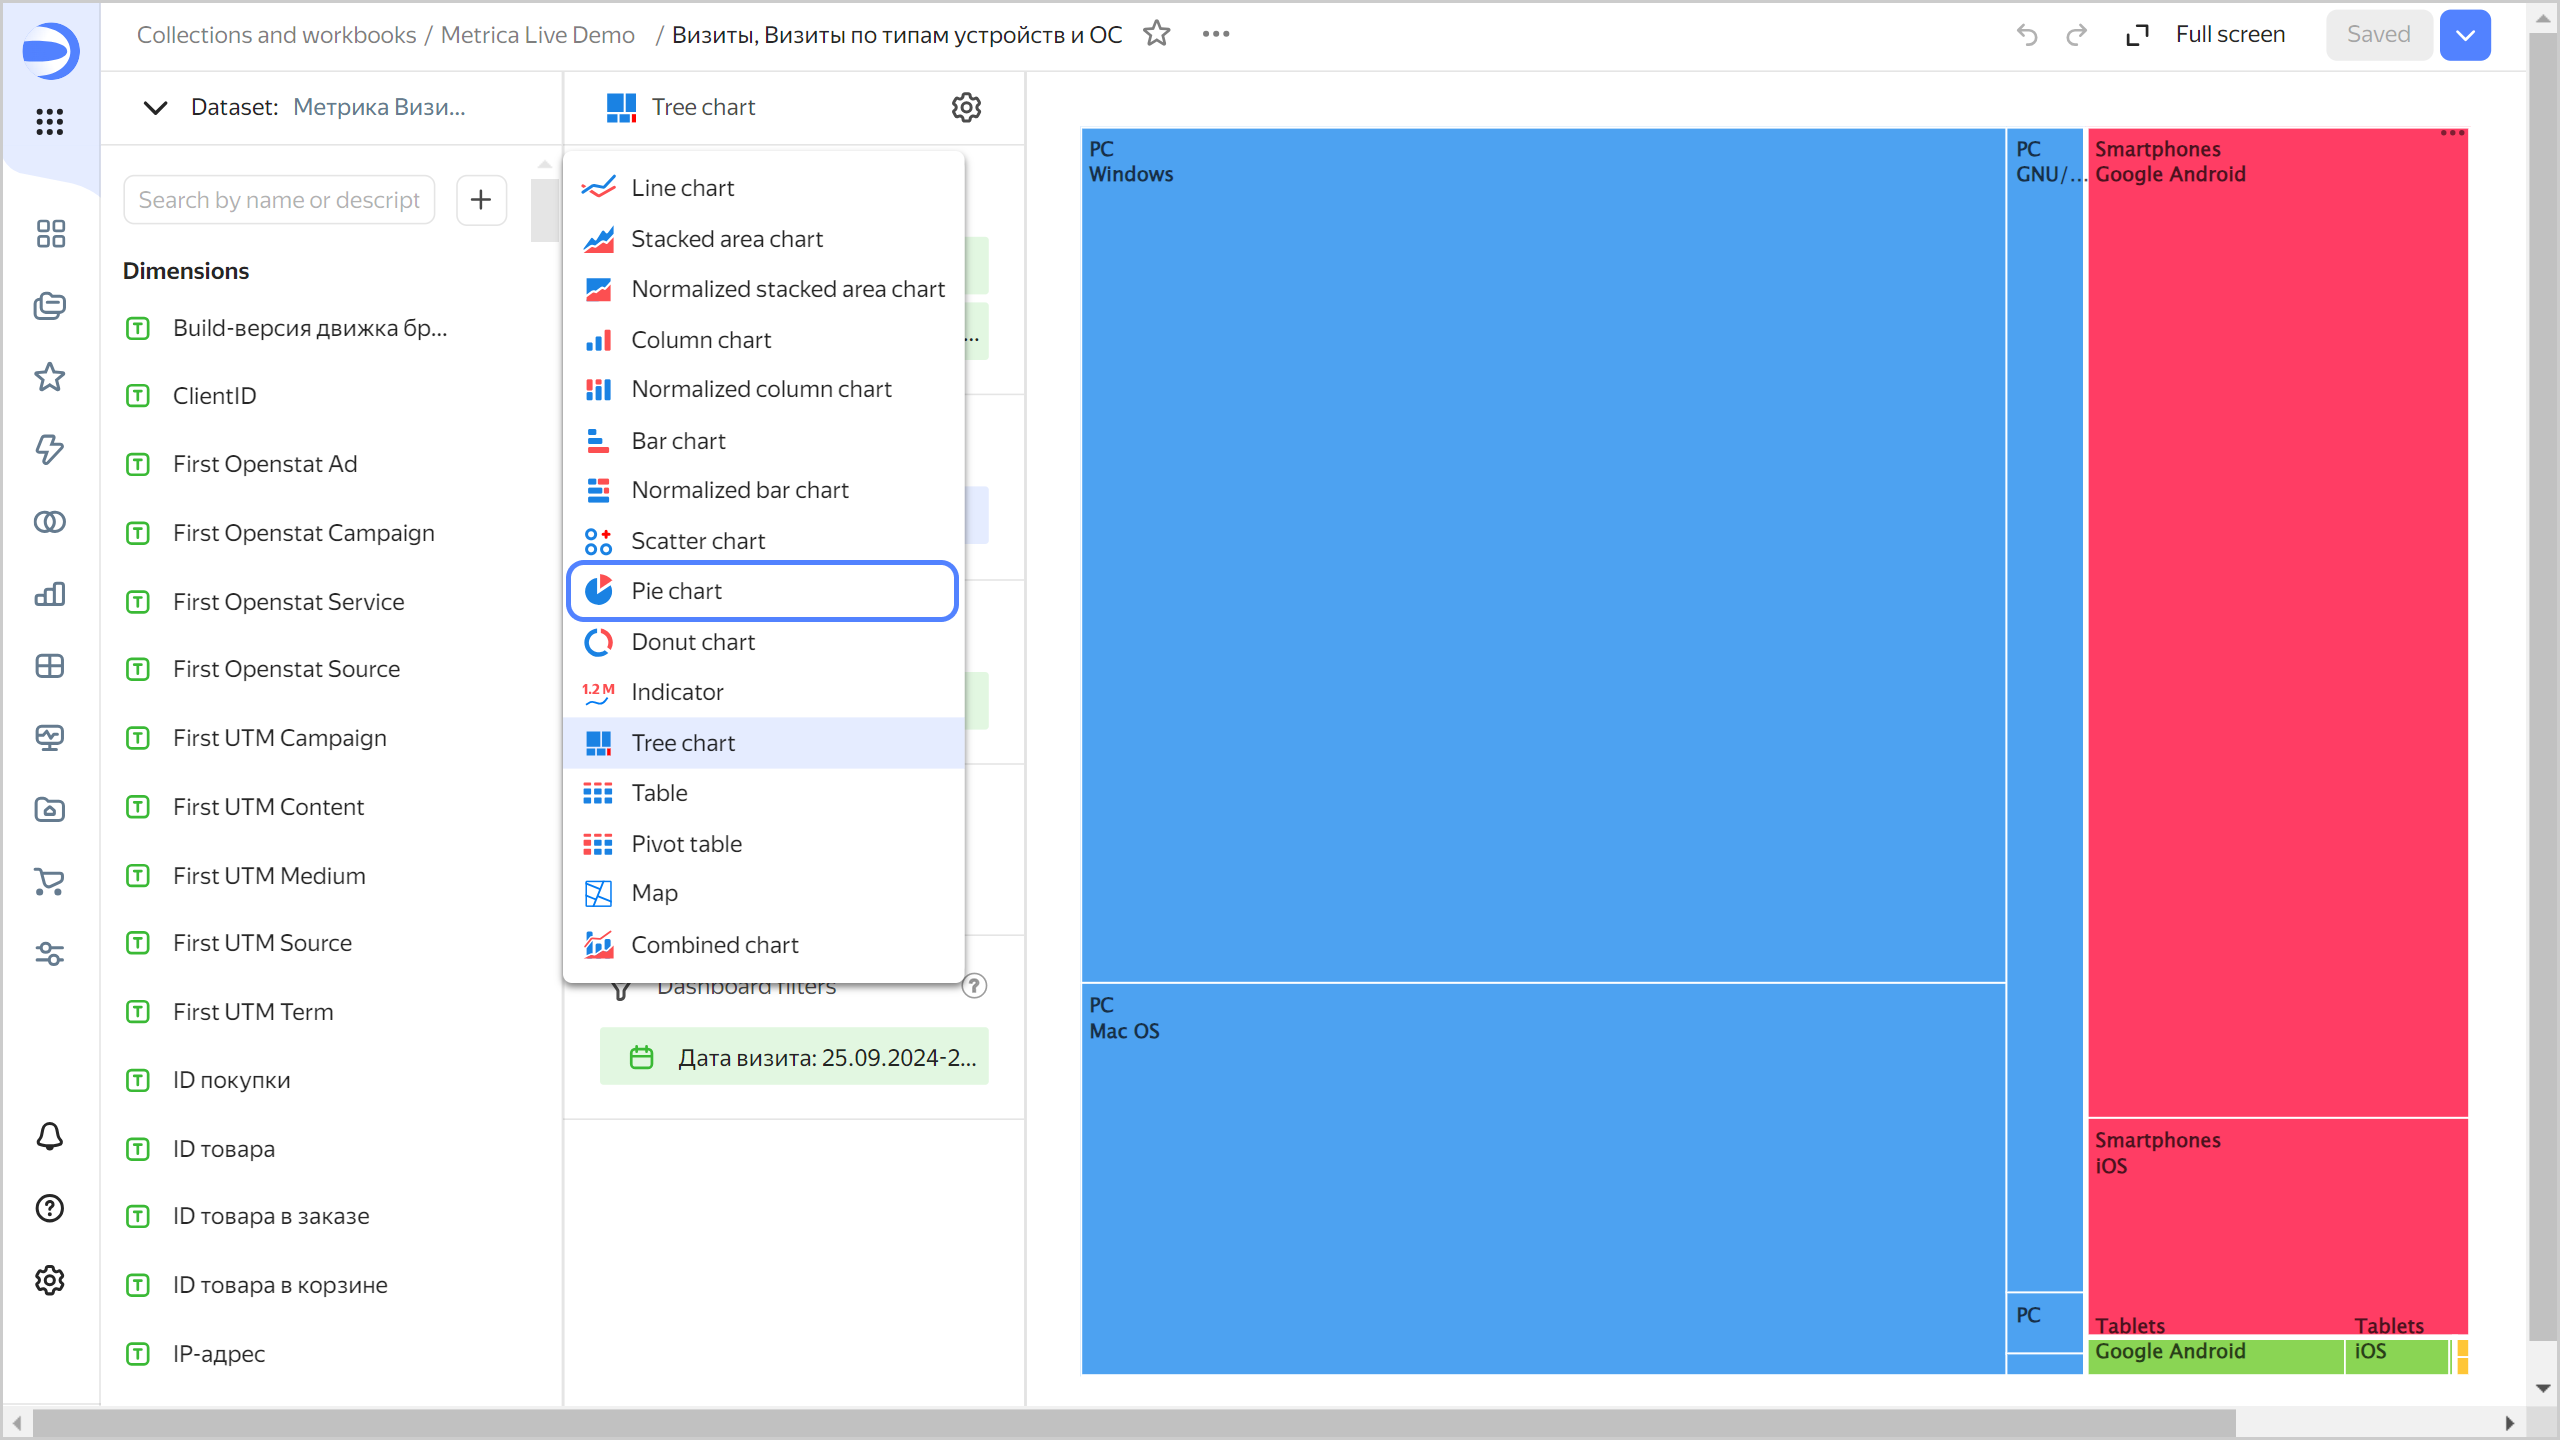 Collections and workbooks / Metrica Live Demo / Визиты, Визиты по типам устройств и ОС
Full screen
Saved
Dataset: Метрика Визи...
Search by name or descript
Dimensions
Build-версия движка бр...
ClientID
First Openstat Ad
First Openstat Campaign
First Openstat Service
First Openstat Source
First UTM Campaign
First UTM Content
First UTM Medium
First UTM Source
First UTM Term
ID покупки
ID товара
ID товара в заказе
ID товара в корзине
IP-адрес
Tree chart
Line chart
Stacked area chart
Normalized stacked area chart
Column chart
Normalized column chart
Bar chart
Normalized bar chart
Scatter chart
Pie chart
Donut chart
1.2 M
Indicator
Tree chart
Table
Pivot table
Map
Combined chart
...
Dashboard filters
Дата визита: 25.09.2024-2...
PC
Windows
PC
GNU/...
Smartphones
Google Android
PC
Mac OS
Smartphones
iOS
PC
Tablets
Google Android
Tablets
iOS